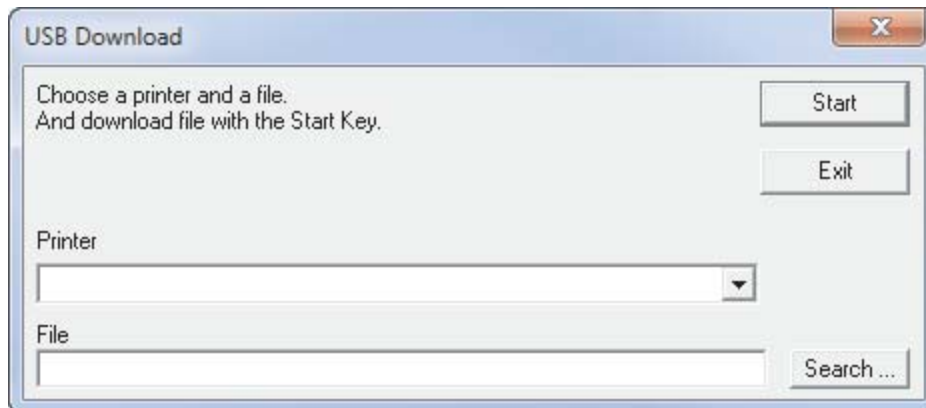 USB Download
Choose a printer and a file.
And download file with the Start Key.
Start
Exit
Printer
File
Search ...